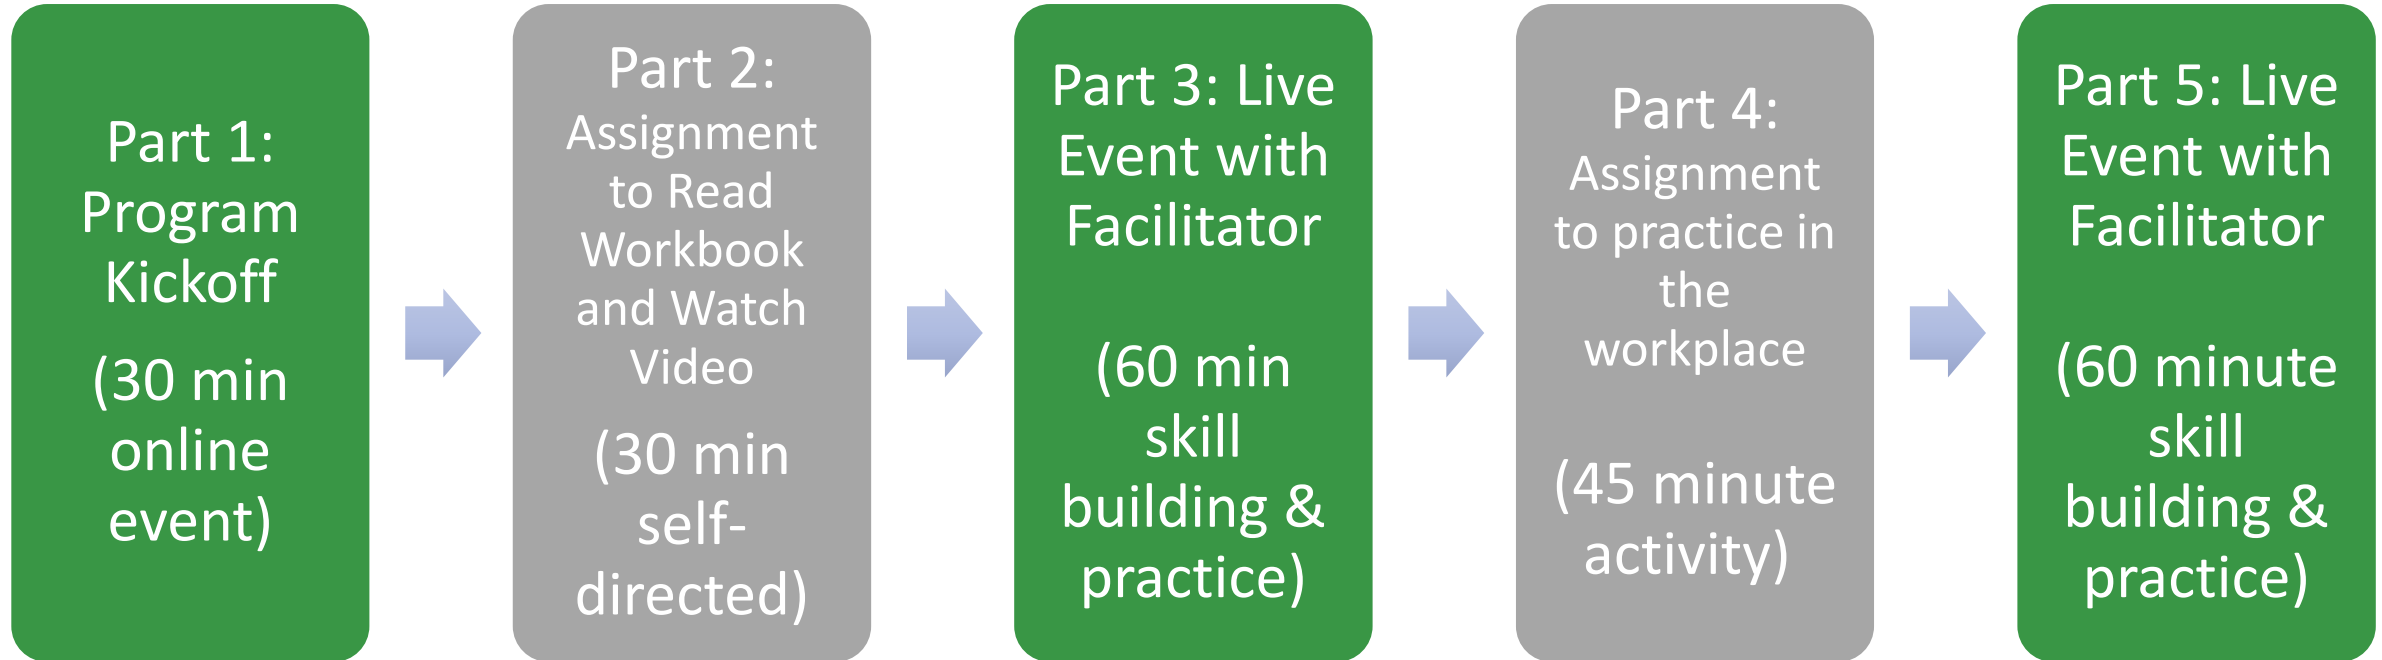 Part 1:
Program
Kickoff
(30 min
online
event)
Part 2:
Assignment
to Read
Workbook
and Watch
Video
(30 min
self-
directed)
Part 3: Live
Event with
Facilitator
(60 min
skill
building &
practice)
Part 4:
Assignment
to practice in
the
workplace
(45 minute
activity)
Part 5: Live
Event with
Facilitator
(60 minute
skill
building &
practice)